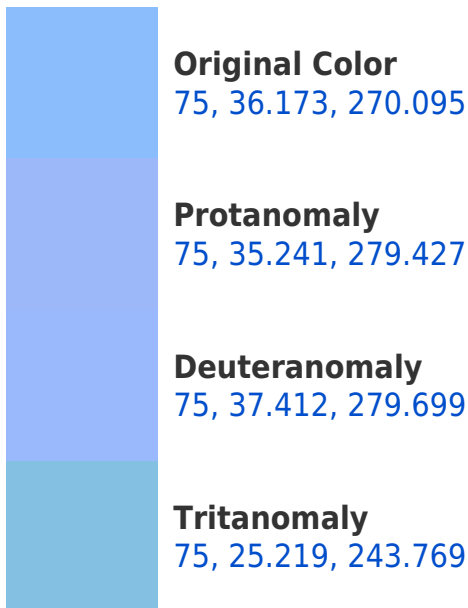 Original Color
75, 36.173, 270.095
Protanomaly
75, 35.241, 279.427
Deuteranomaly
75, 37.412, 279.699
Tritanomaly
75, 25.219, 243.769